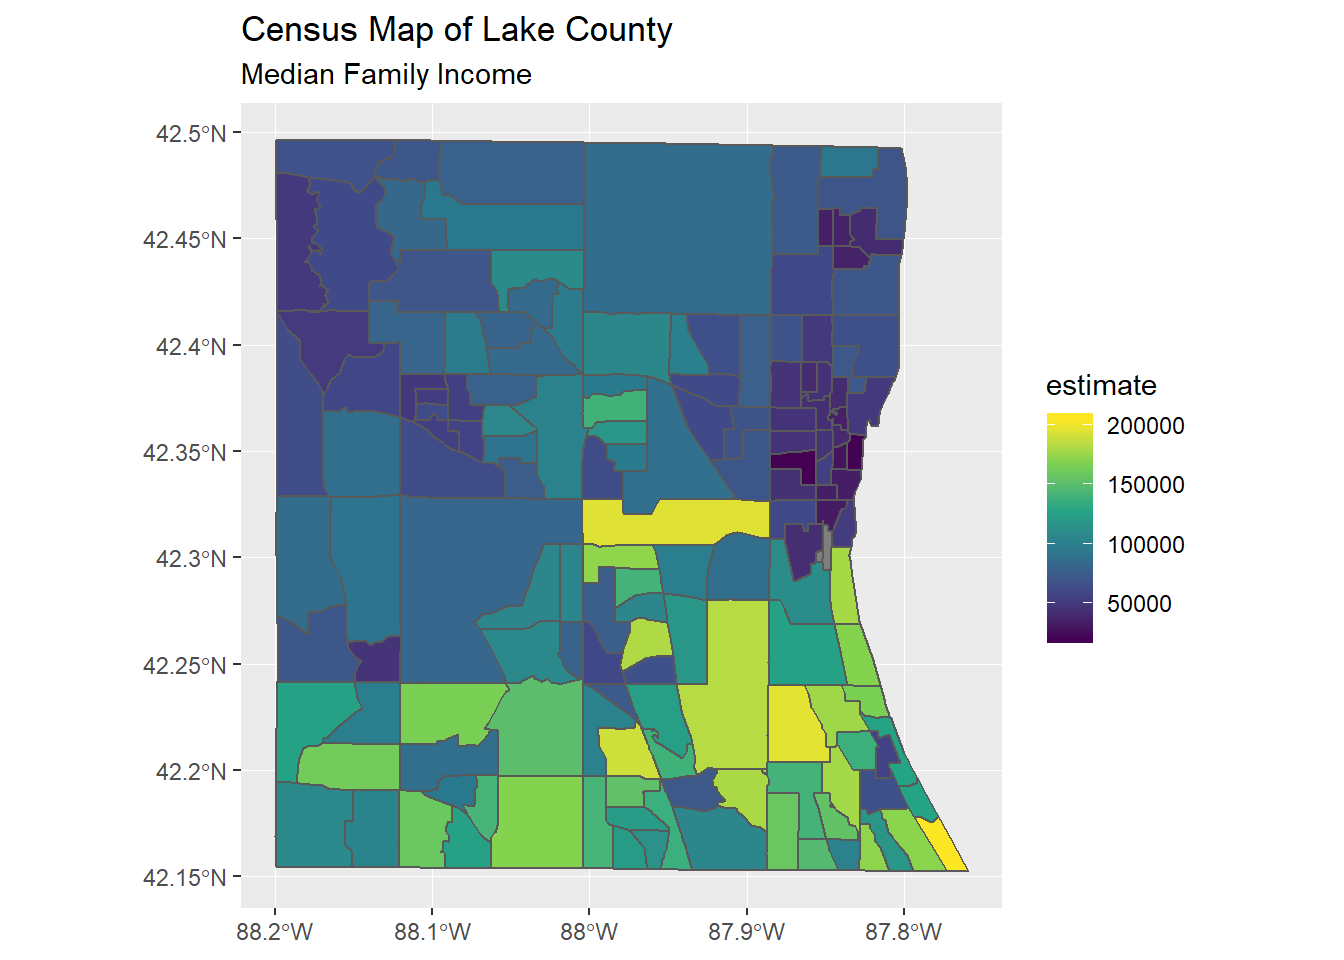 Census Map of Lake County
Median Family Income
42.5°N
42.45°N
42.4°N
42.35°N
42.3°N
42.25°N
42.2°N
42.15°N
88.2°W
88.1°W
88°W
87.9°W
87.8°W
estimate
200000
150000
100000
50000